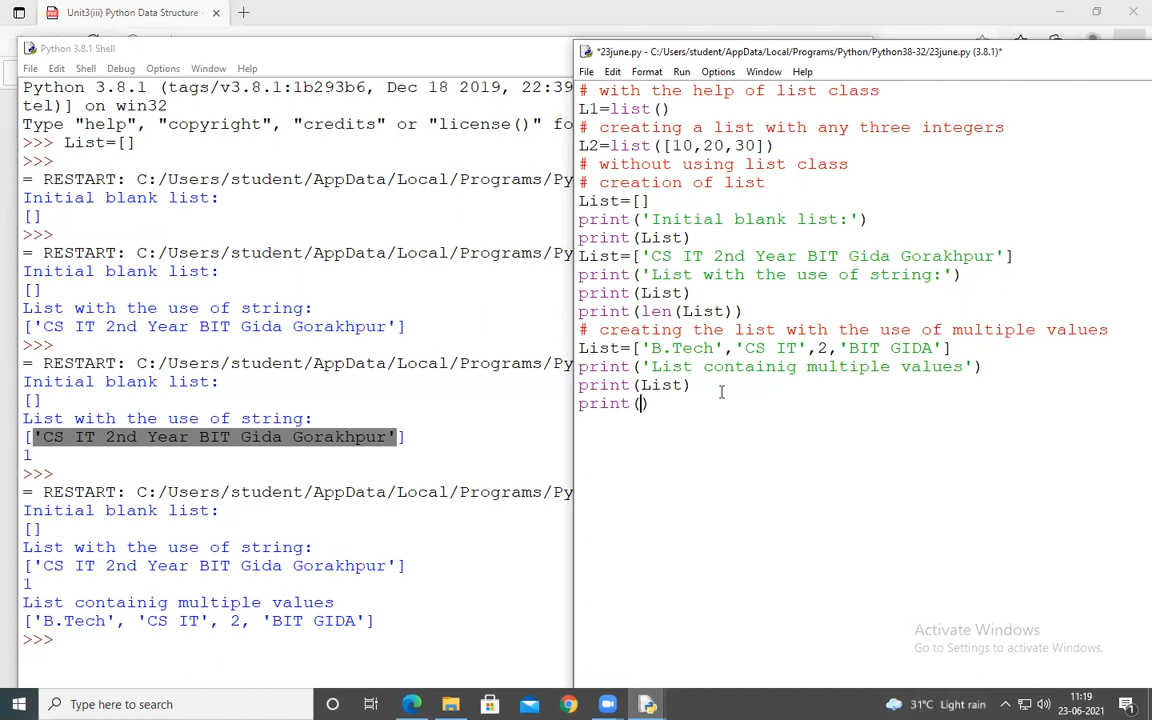 Unit3(iii) Python Data Structure
Python 3.8.1 Shell
File Edit Shell Debug Options Window Help
Python 3.8.1 (tags/v3.8.1:1b293b6, Dec 18 2019, 22:39
tel)] on win32
Type "help", "copyright", "credits" or "license()" fo
>>> List=[]
>>>
= RESTART: C:/Users/student/AppData/Local/Programs/Py
Initial blank list:
[]
>>>
= RESTART: C:/Users/student/AppData/Local/Programs/Py
Initial blank list:
[]
List with the use of string:
['CS IT 2nd Year BIT Gida Gorakhpur']
>>>
= RESTART: C:/Users/student/AppData/Local/Programs/Py
Initial blank list:
[]
List with the use of string:
['CS IT 2nd Year BIT Gida Gorakhpur']
1
>>>
= RESTART: C:/Users/student/AppData/Local/Programs/Py
Initial blank list:
[]
List with the use of string:
['CS IT 2nd Year BIT Gida Gorakhpur']
1
List containig multiple values
['B.Tech', 'CS IT', 2, 'BIT GIDA']
>>>
*23june.py - C:/Users/student/AppData/Local/Programs/Python/Python38-32/23june.py (3.8.1)*
File Edit Format Run Options Window Help
# with the help of list class
L1=list()
# creating a list with any three integers
L2=list([10,20,30])
# without using list class
# creation of list
List=[]
print('Initial blank list:')
print(List)
List=['CS IT 2nd Year BIT Gida Gorakhpur']
print('List with the use of string:')
print(List)
print(len(List))
# creating the list with the use of multiple values
List=['B.Tech','CS IT',2,'BIT GIDA']
print('List containig multiple values')
print(List)
print()
Activate Windows
Go to Settings to activate Windows.
Type here to search
31°C Light rain
11:19
23-06-2021
1